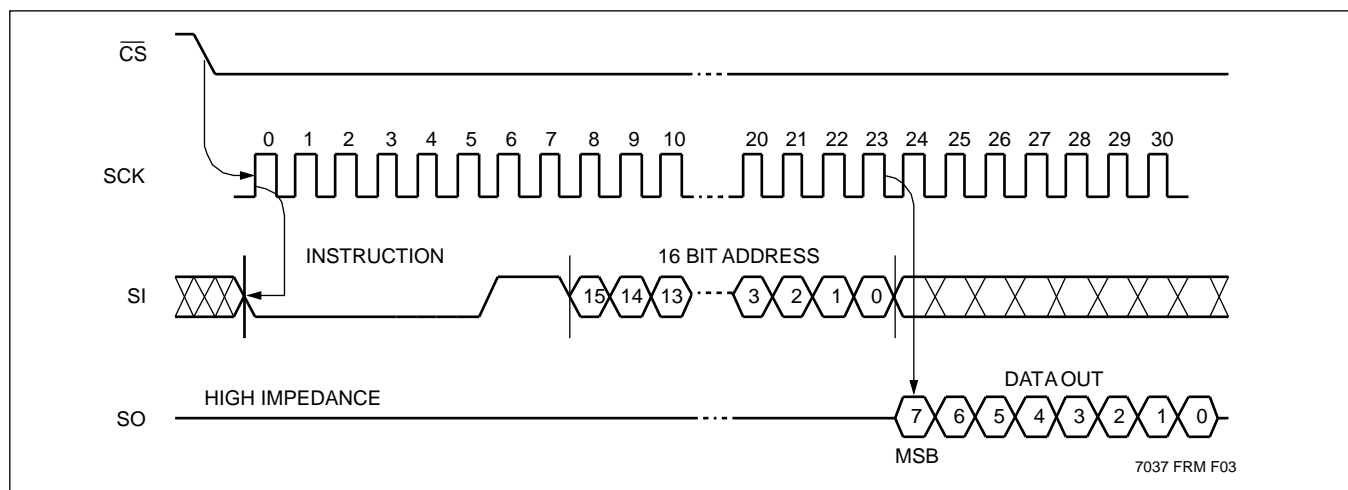 CS
0 1 2 3 4 5 6 7 8 9 10 20 21 22 23 24 25 26 27 28 29 30
SCK
INSTRUCTION 16 BIT ADDRESS
SI 15 14 13 3 2 1 0
DATA OUT
HIGH IMPEDANCE
SO 7 6 5 4 3 2 1 0
MSB
7037 FRM F03